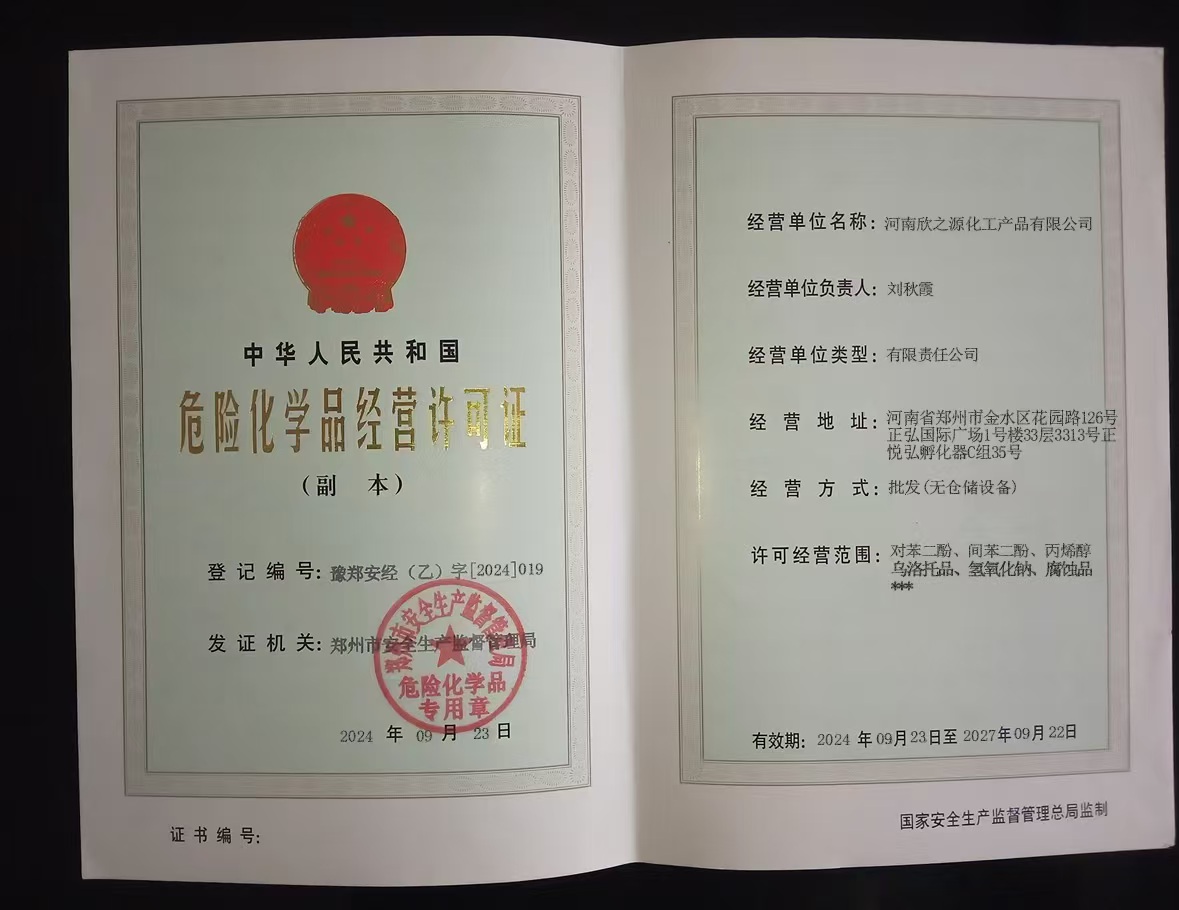 中华人民共和国
危险化学品经营许可证
(副 本)
登记编号: 豫郑安经（乙）字[2024]019
发证机关: 郑州市安全生产监督管理局
郑州市安全生产监督管理局
危险化学品
专用章
2024 年 09 月 23 日
证书编号:
经营单位名称: 河南欣之源化工产品有限公司
经营单位负责人: 刘秋霞
经营单位类型: 有限责任公司
经营地址: 河南省郑州市金水区花园路126号
正弘国际广场1号楼33层3313号正
悦弘孵化器C组35号
经营方式: 批发(无仓储设备)
许可经营范围: 对苯二酚、间苯二酚、丙烯醇
乌洛托品、氢氧化钠、腐蚀品
***
有效期: 2024 年09月23日至 2027年09月22日
国家安全生产监督管理总局监制